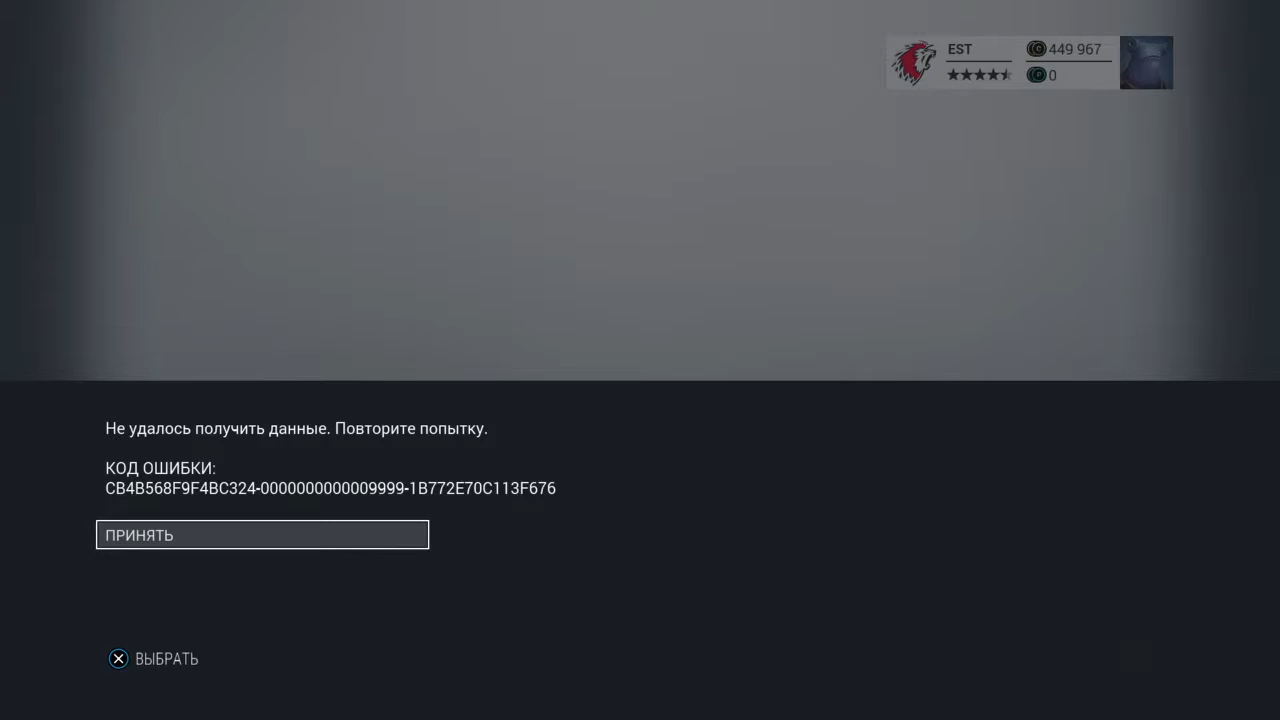 EST
449 967
0
Не удалось получить данные. Повторите попытку.
КОД ОШИБКИ:
CB4B568F9F4BC324-0000000000009999-1B772E70C113F676
ПРИНЯТЬ
ВЫБРАТЬ